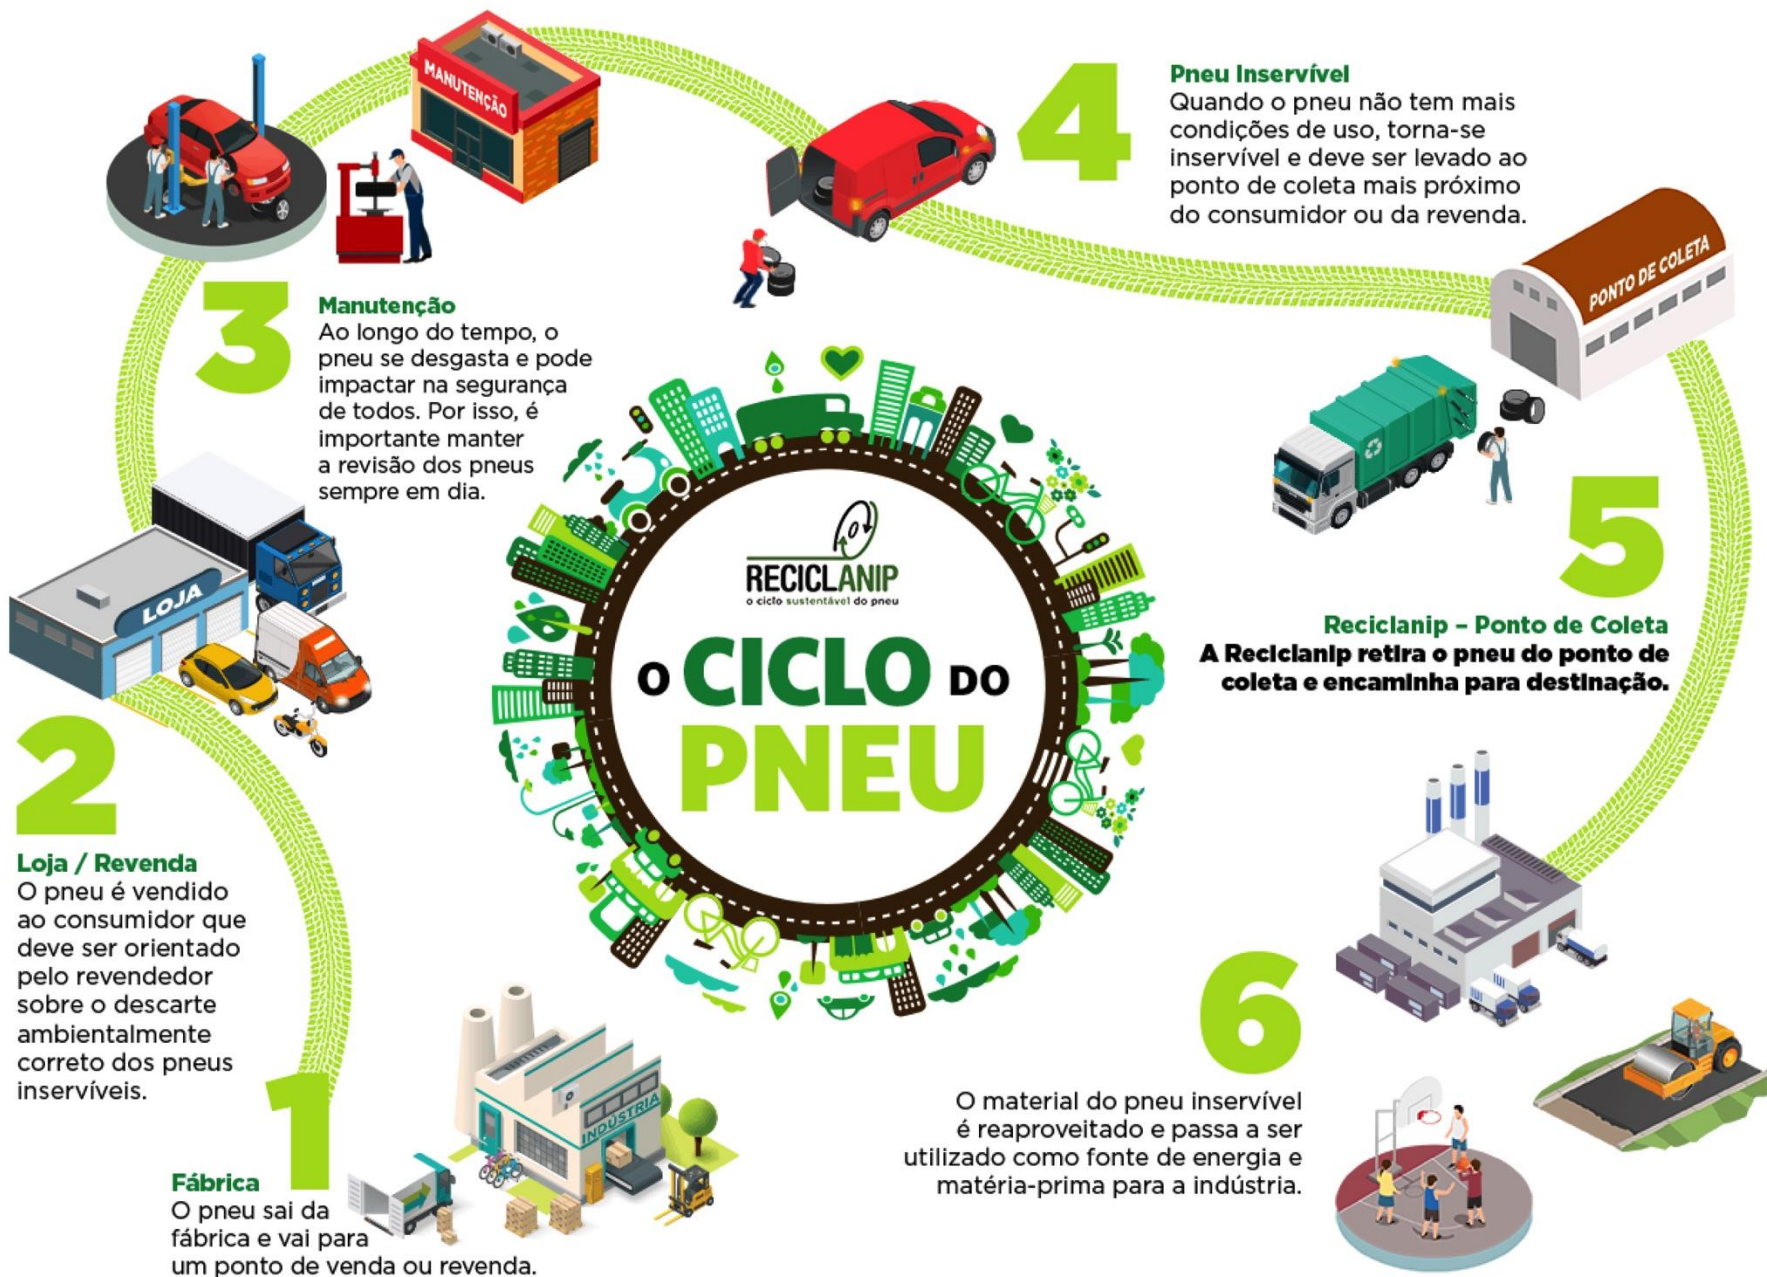 RECICLANIP
o ciclo sustentável do pneu
O CICLO DO
PNEU
1
Fábrica
O pneu sai da
fábrica e vai para
um ponto de venda ou revenda.
INDÚSTRIA
2
Loja / Revenda
O pneu é vendido
ao consumidor que
deve ser orientado
pelo revendedor
sobre o descarte
ambientalmente
correto dos pneus
inservíveis.
LOJA
3
Manutenção
Ao longo do tempo, o
pneu se desgasta e pode
impactar na segurança
de todos. Por isso, é
importante manter
a revisão dos pneus
sempre em dia.
MANUTENÇÃO
4
Pneu Inservível
Quando o pneu não tem mais
condições de uso, torna-se
inservível e deve ser levado ao
ponto de coleta mais próximo
do consumidor ou da revenda.
PONTO DE COLETA
5
Reciclanip – Ponto de Coleta
A Reciclanip retira o pneu do ponto de
coleta e encaminha para destinação.
6
O material do pneu inservível
é reaproveitado e passa a ser
utilizado como fonte de energia e
matéria-prima para a indústria.